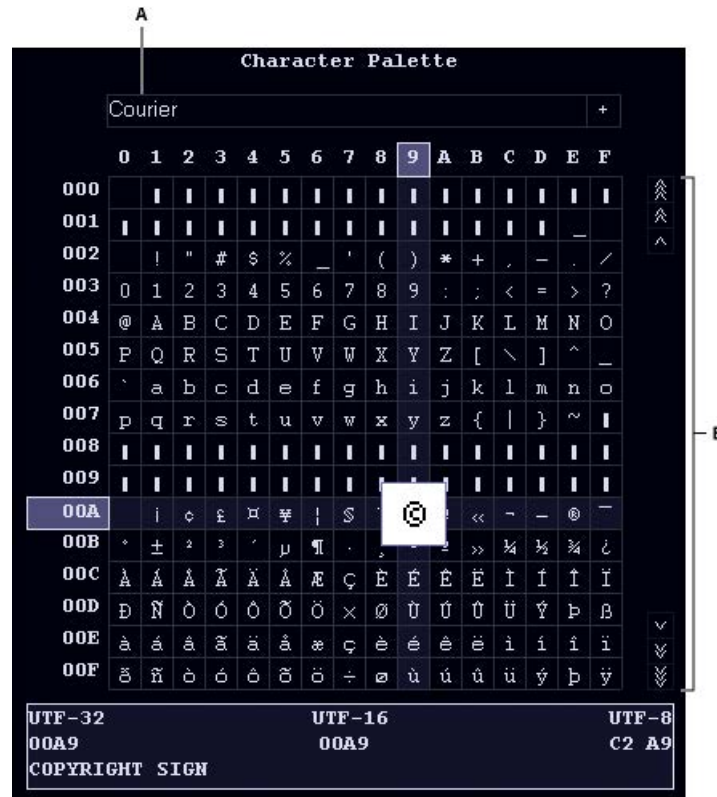 A
Character Palette
Courier +
0 1 2 3 4 5 6 7 8 9 A B C D E F
000
001 _
002 ! " # $ % _ ' ( ) * + , – . /
003 0 1 2 3 4 5 6 7 8 9 : ; < = > ?
004 @ A B C D E F G H I J K L M N O
005 P Q R S T U V W X Y Z [ \ ] ^ _
006 ` a b c d e f g h i j k l m n o
007 p q r s t u v w x y z { | } ~
008
009
00A ¡ ¢ £ ¤ ¥ ¦ § © « ¬ – ® ¯
00B ° ± ² ³ ´ µ ¶ · » ¼ ½ ¾ ¿
00C À Á Â Ã Ä Å Æ Ç È É Ê Ë Ì Í Î Ï
00D Ð Ñ Ò Ó Ô Õ Ö × Ø Ù Ú Û Ü Ý Þ ß
00E à á â ã ä å æ ç è é ê ë ì í î ï
00F ð ñ ò ó ô õ ö ÷ ø ù ú û ü ý þ ÿ
UTF-32 UTF-16 UTF-8
00A9 00A9 C2 A9
COPYRIGHT SIGN